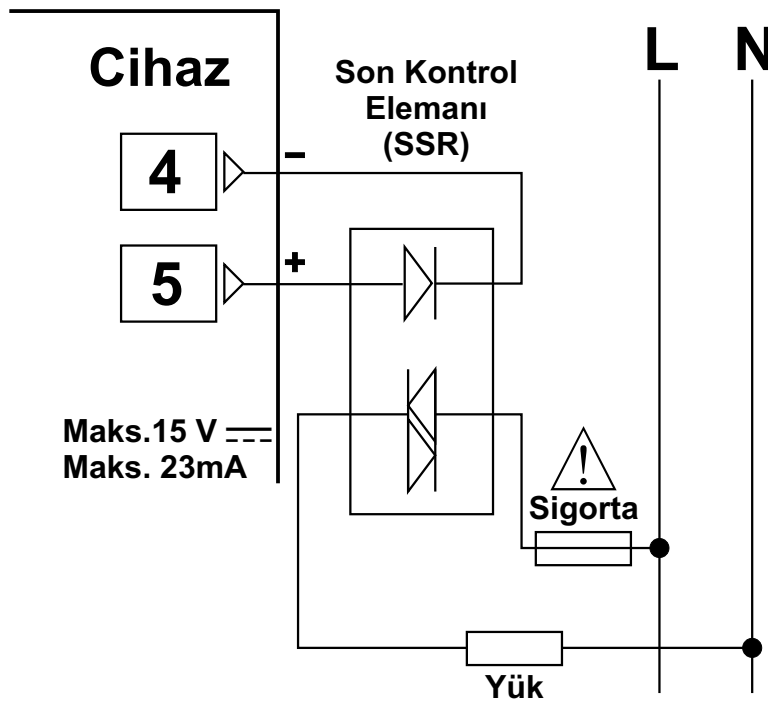 Cihaz
Son Kontrol
Elemanı
(SSR)
L
N
4
–
5
+
Maks.15 V
Maks. 23mA
!
Sigorta
Yük